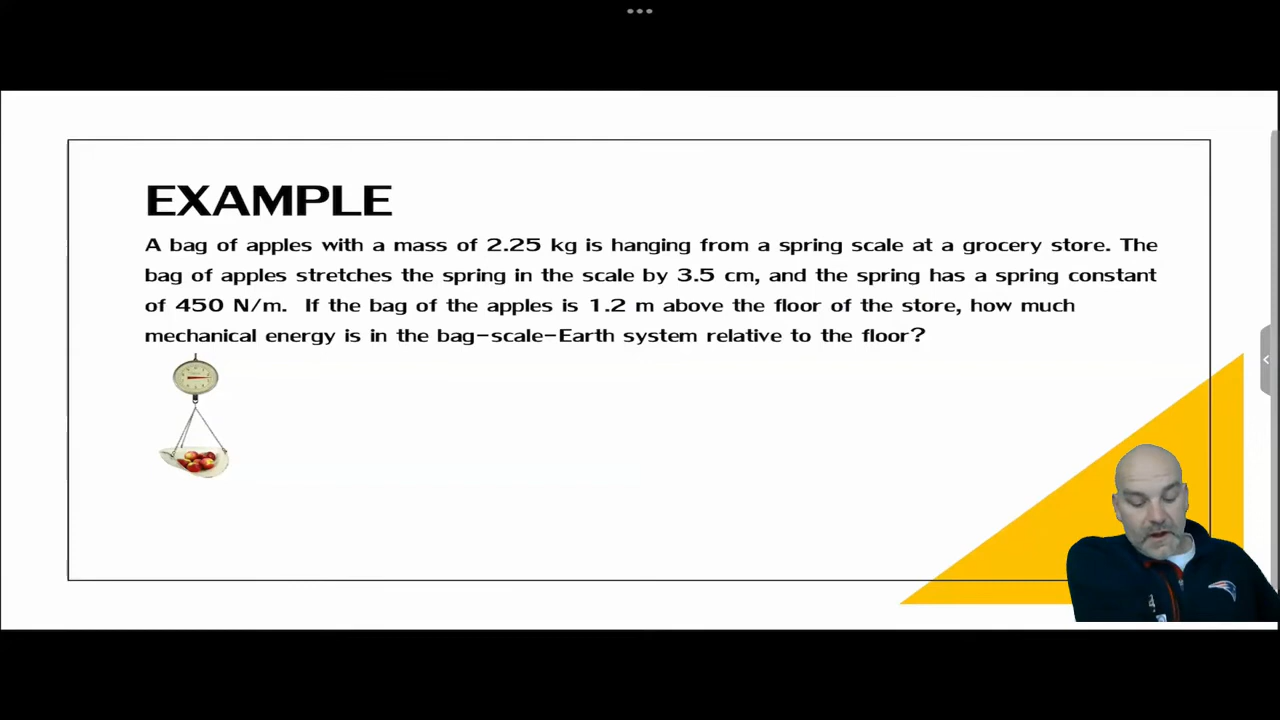 EXAMPLE
A bag of apples with a mass of 2.25 kg is hanging from a spring scale at a grocery store. The
bag of apples stretches the spring in the scale by 3.5 cm, and the spring has a spring constant
of 450 N/m.  If the bag of the apples is 1.2 m above the floor of the store, how much
mechanical energy is in the bag-scale-Earth system relative to the floor?